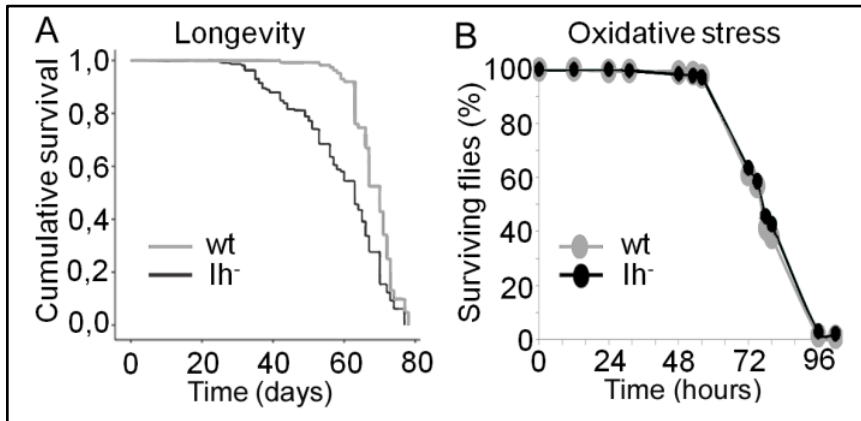 A Longevity
Cumulative survival
1,0
0,8
0,6
0,4
0,2
0,0
wt
Ih-
0 20 40 60 80
Time (days)
B Oxidative stress
Surviving flies (%)
100
80
60
40
20
0
wt
Ih-
0 24 48 72 96
Time (hours)